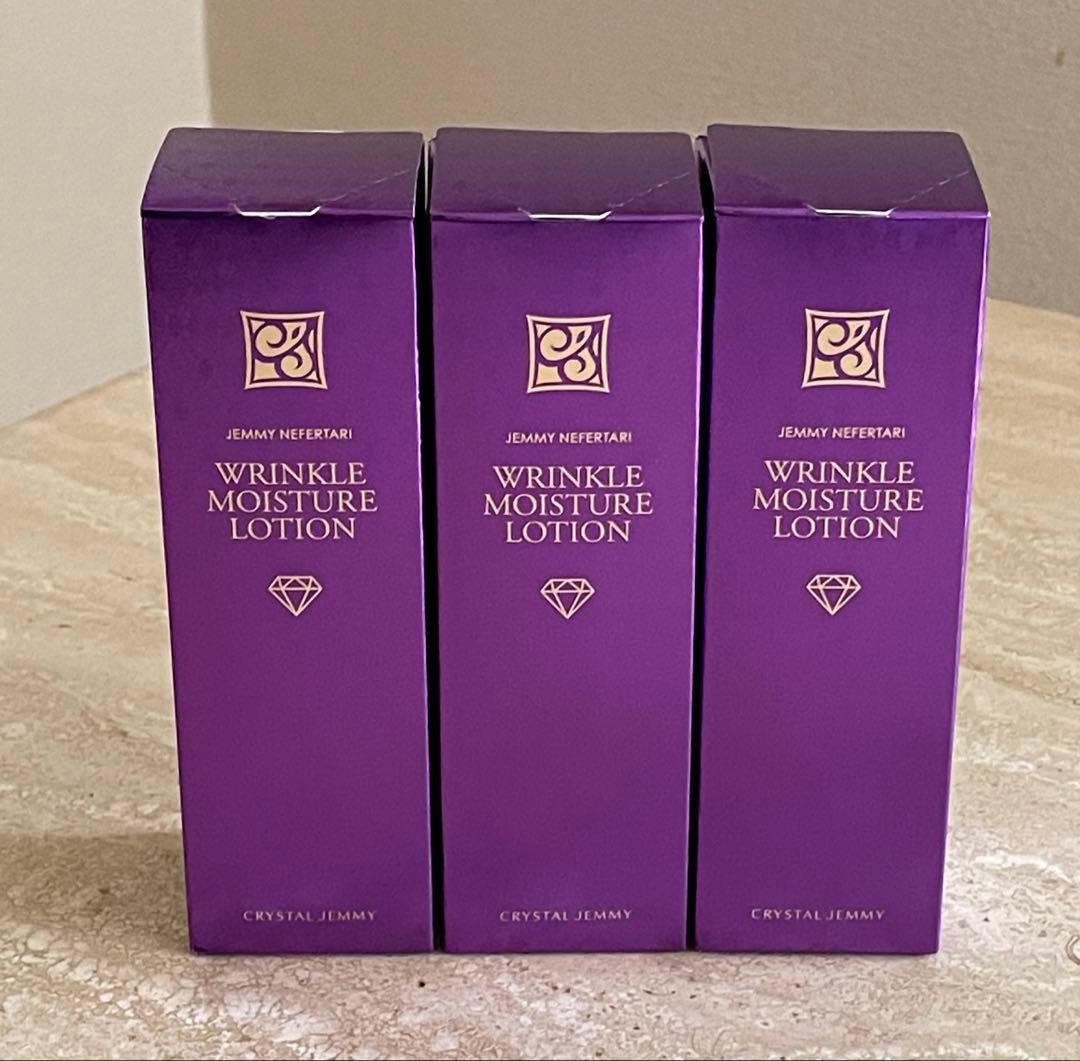 JEMMY NEFERTARI
WRINKLE
MOISTURE
LOTION
CRYSTAL JEMMY
JEMMY NEFERTARI
WRINKLE
MOISTURE
LOTION
CRYSTAL JEMMY
JEMMY NEFERTARI
WRINKLE
MOISTURE
LOTION
CRYSTAL JEMMY